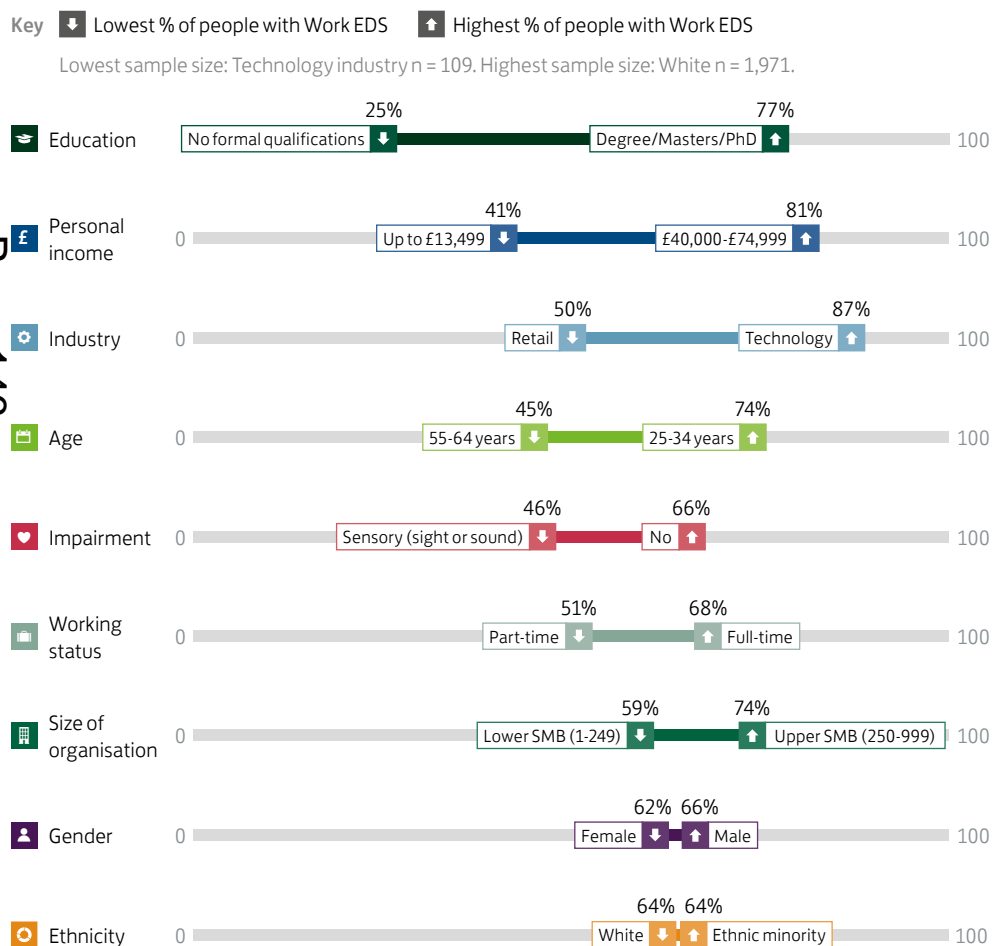 Key Lowest % of people with Work EDS Highest % of people with Work EDS
Lowest sample size: Technology industry n = 109. Highest sample size: White n = 1,971.
25% 77%
Education No formal qualifications Degree/Masters/PhD 100
41% 81%
£ Personal income 0 Up to £13,499 £40,000-£74,999 100
50% 87%
Industry 0 Retail Technology 100
45% 74%
Age 0 55-64 years 25-34 years 100
46% 66%
Impairment 0 Sensory (sight or sound) No 100
51% 68%
Working status 0 Part-time Full-time 100
59% 74%
Size of organisation 0 Lower SMB (1-249) Upper SMB (250-999) 100
62% 66%
Gender 0 Female Male 100
64% 64%
Ethnicity 0 White Ethnic minority 100